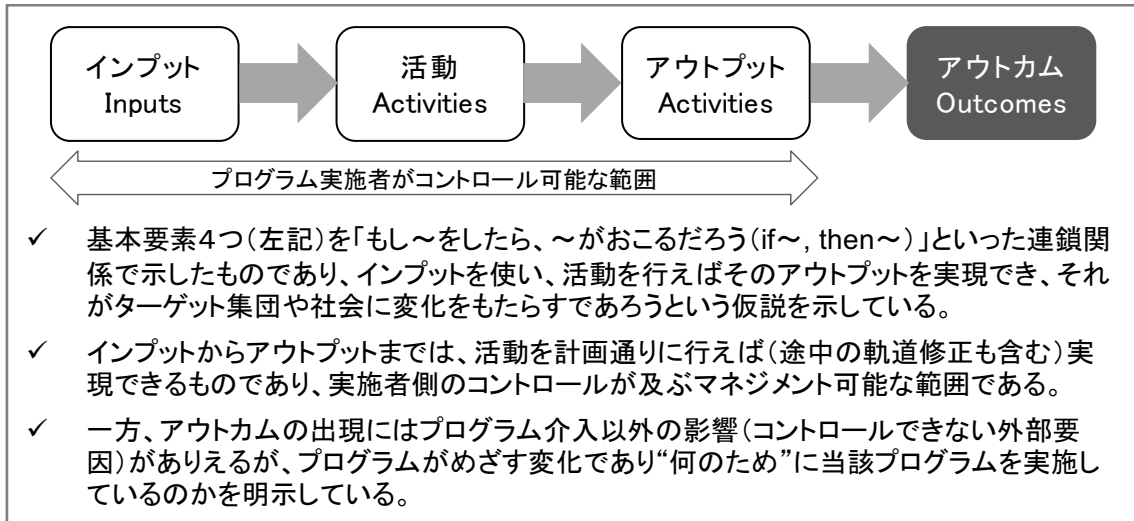 インプット
Inputs
活動
Activities
アウトプット
Activities
アウトカム
Outcomes
プログラム実施者がコントロール可能な範囲
✓ 基本要素4つ（左記）を「もし～をしたら、～がおこるだろう（if～, then～）」といった連鎖関
係で示したものであり、インプットを使い、活動を行えばそのアウトプットを実現でき、それ
がターゲット集団や社会に変化をもたらすであろうという仮説を示している。
✓ インプットからアウトプットまでは、活動を計画通りに行えば（途中の軌道修正も含む）実
現できるものであり、実施者側のコントロールが及ぶマネジメント可能な範囲である。
✓ 一方、アウトカムの出現にはプログラム介入以外の影響（コントロールできない外部要
因）がありえるが、プログラムがめざす変化であり“何のため”に当該プログラムを実施し
ているのかを明示している。